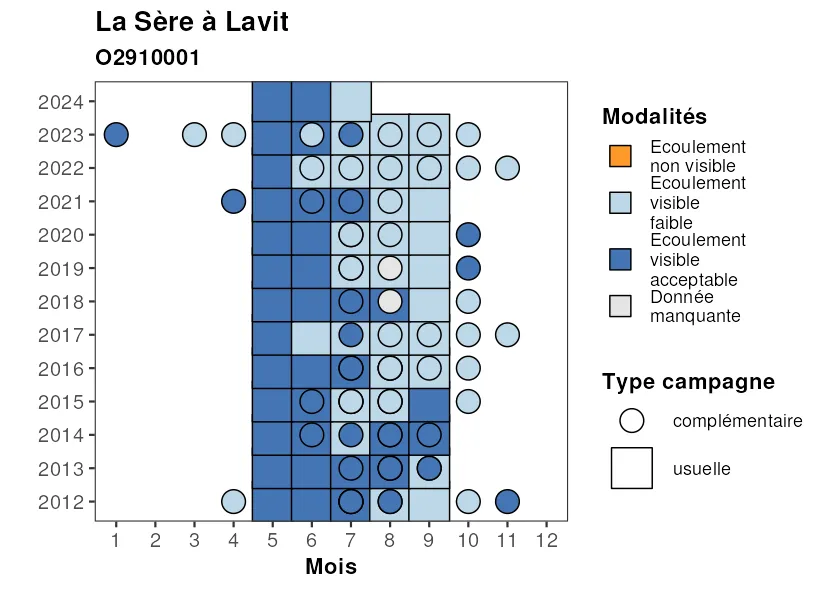 La Sère à Lavit
O2910001
2024
2023
2022
2021
2020
2019
2018
2017
2016
2015
2014
2013
2012
1 2 3 4 5 6 7 8 9 10 11 12
Mois
Modalités
Ecoulement
non visible
Ecoulement
visible
faible
Ecoulement
visible
acceptable
Donnée
manquante
Type campagne
complémentaire
usuelle